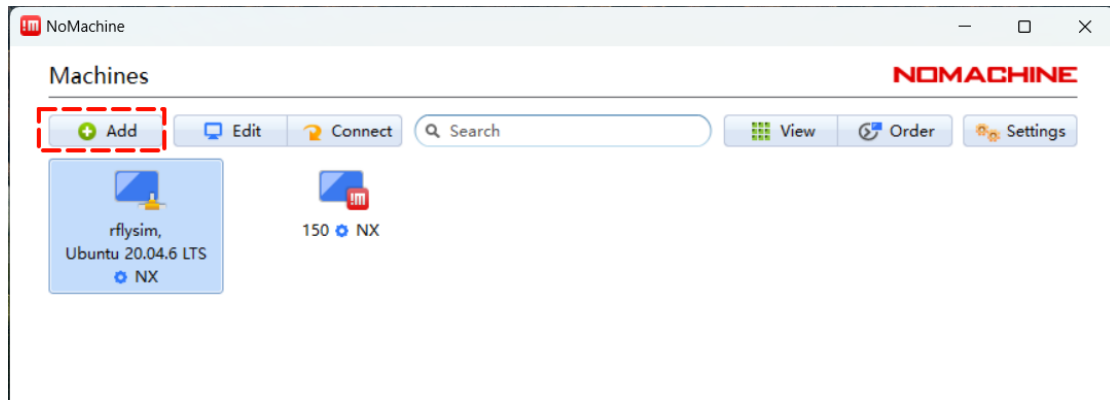 !m NoMachine
Machines
NOMACHINE
Add
Edit
Connect
Search
View
Order
Settings
rflysim,
Ubuntu 20.04.6 LTS
NX
!m
150 NX